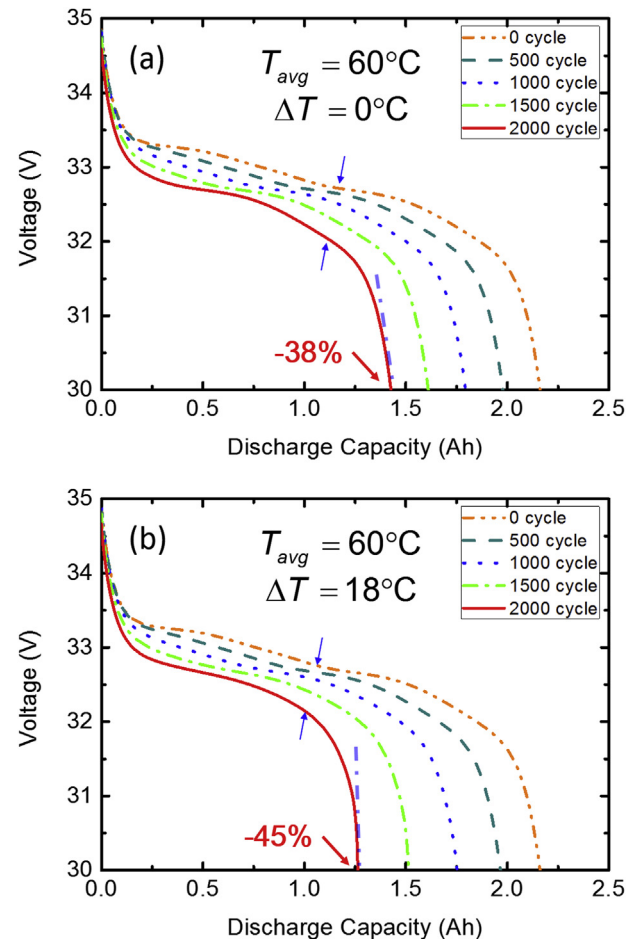 (a)
T_avg = 60°C
ΔT = 0°C
0 cycle
500 cycle
1000 cycle
1500 cycle
2000 cycle
35
34
33
32
31
30
Voltage (V)
-38%
0.0 0.5 1.0 1.5 2.0 2.5
Discharge Capacity (Ah)
(b)
T_avg = 60°C
ΔT = 18°C
0 cycle
500 cycle
1000 cycle
1500 cycle
2000 cycle
35
34
33
32
31
30
Voltage (V)
-45%
0.0 0.5 1.0 1.5 2.0 2.5
Discharge Capacity (Ah)